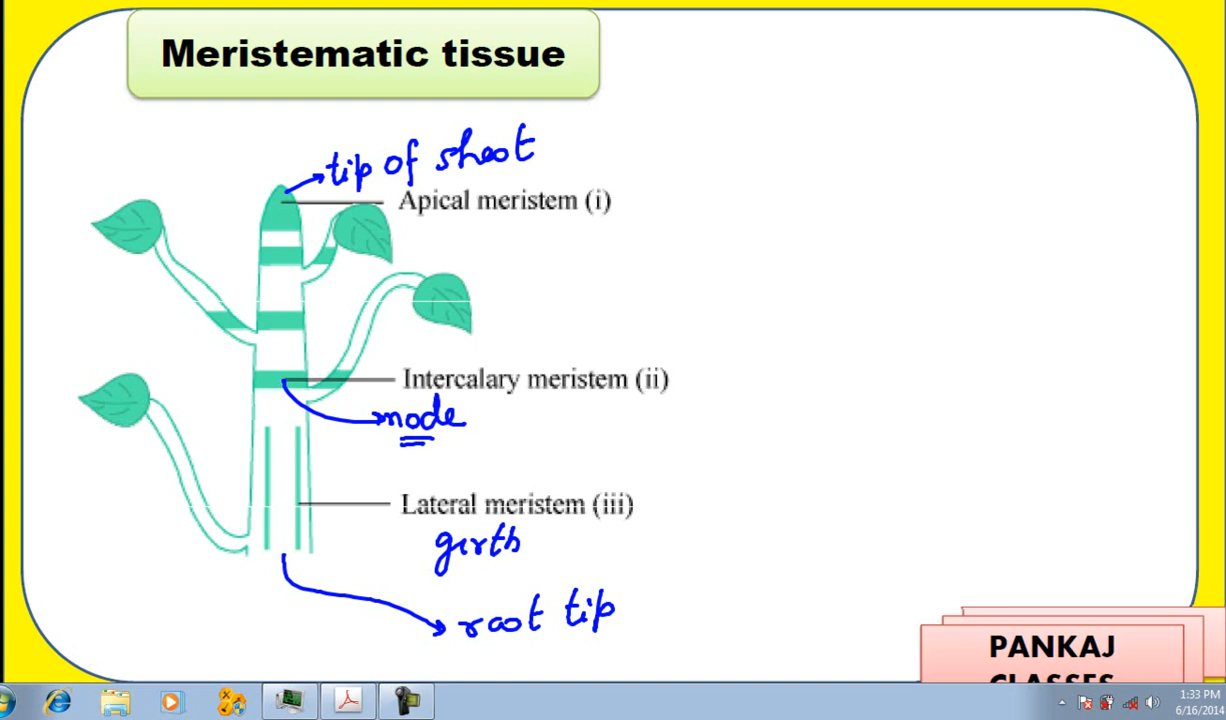 Meristematic tissue
tip of shoot
Apical meristem (i)
Intercalary meristem (ii)
node
Lateral meristem (iii)
girth
root tip
PANKAJ
CLASSES
1:33 PM
6/16/2014